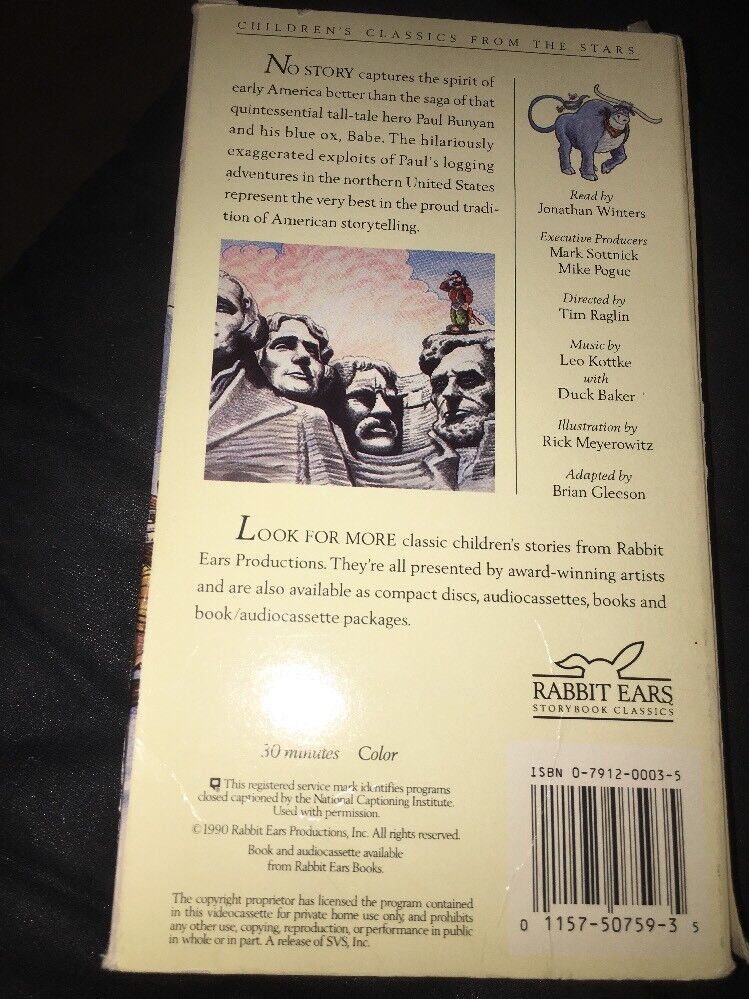 CHILDREN'S CLASSICS FROM THE STARS
NO STORY captures the spirit of
early America better than the saga of that
quintessential tall-tale hero Paul Bunyan
and his blue ox, Babe. The hilariously
exaggerated exploits of Paul's logging
adventures in the northern United States
represent the very best in the proud tradi-
tion of American storytelling.
Read by
Jonathan Winters
Executive Producers
Mark Sottnick
Mike Pogue
Directed by
Tim Raglin
Music by
Leo Kottke
with
Duck Baker
Illustration by
Rick Meyerowitz
Adapted by
Brian Gleeson
LOOK FOR MORE classic children's stories from Rabbit
Ears Productions. They're all presented by award-winning artists
and are also available as compact discs, audiocassettes, books and
book/audiocassette packages.
RABBIT EARS
STORYBOOK CLASSICS
30 minutes Color
This registered service mark identifies programs
closed captioned by the National Captioning Institute.
Used with permission.
©1990 Rabbit Ears Productions, Inc. All rights reserved.
Book and audiocassette available
from Rabbit Ears Books.
The copyright proprietor has licensed the program contained
in this videocassette for private home use only, and prohibits
any other use, copying, reproduction, or performance in public
in whole or in part. A release of SVS, Inc.
ISBN 0-7912-0003-5
0 1157-50759-3 5